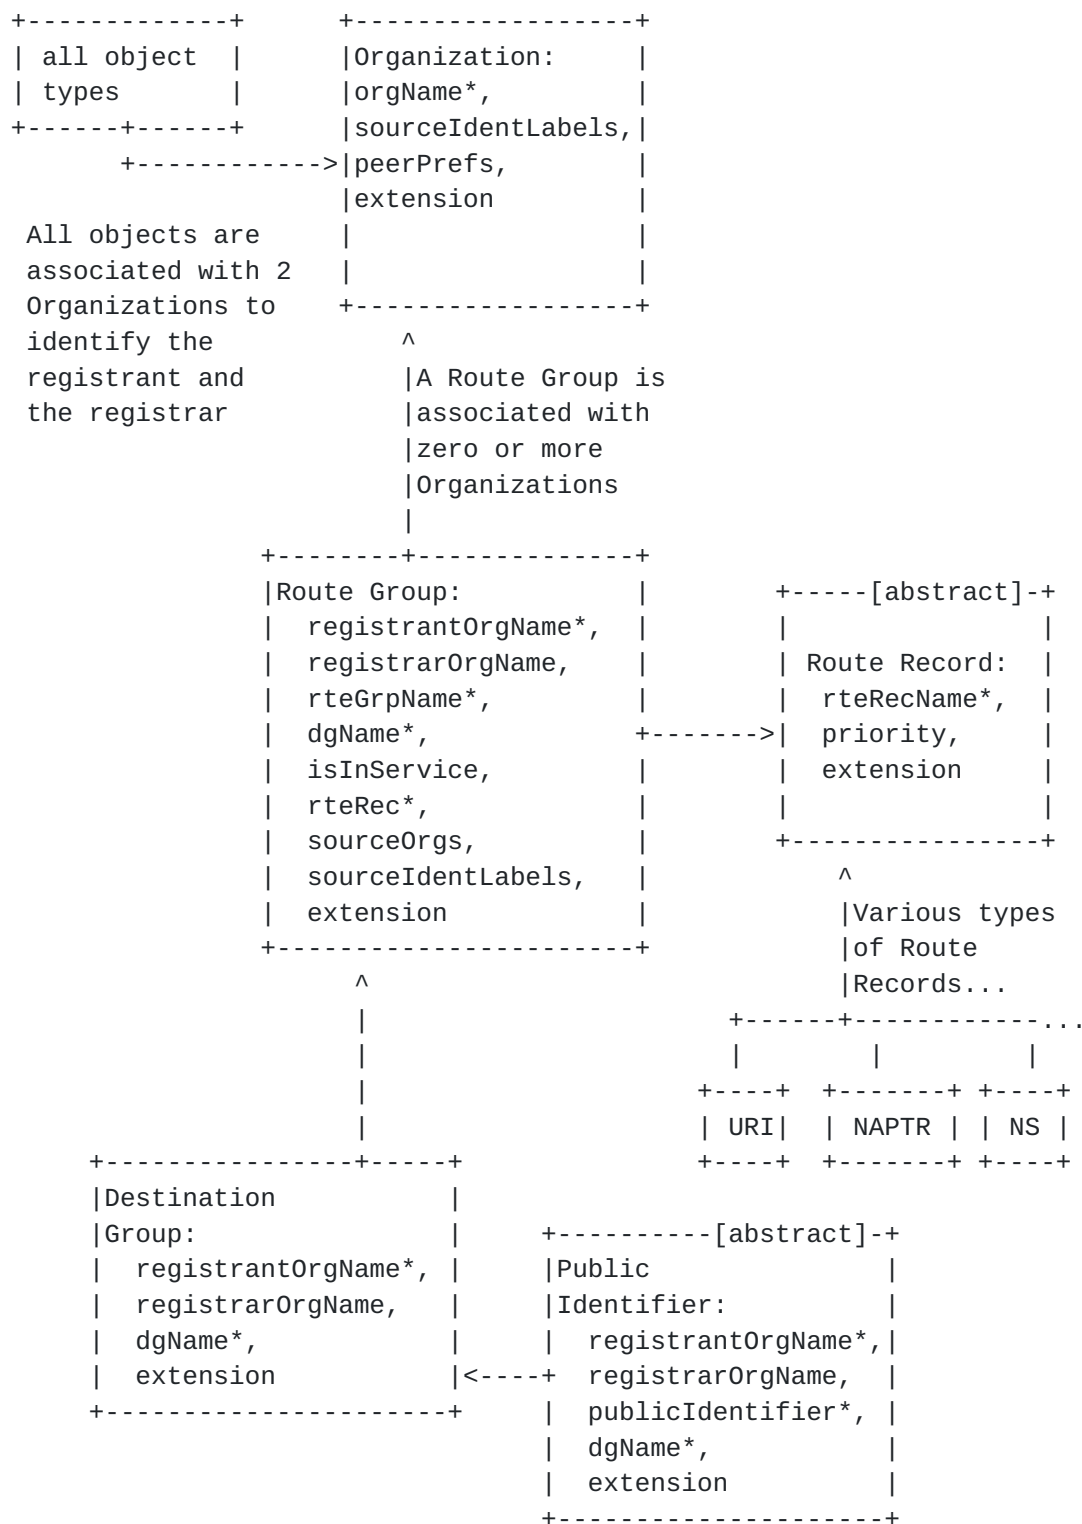 +-------------+      +------------------+
| all object  |      |Organization:     |
| types       |      |orgName*,         |
+------+------+      |sourceIdentLabels,|
       +------------>|peerPrefs,        |
                     |extension         |
 All objects are     |                  |
 associated with 2   |                  |
 Organizations to    +------------------+
 identify the            ^
 registrant and          |A Route Group is
 the registrar           |associated with
                         |zero or more
                         |Organizations
                         |
                +--------+--------------+
                |Route Group:           |        +-----[abstract]-+
                |  registrantOrgName*,  |        |                |
                |  registrarOrgName,    |        | Route Record:  |
                |  rteGrpName*,         |        |  rteRecName*,  |
                |  dgName*,             +------->|  priority,     |
                |  isInService,         |        |  extension     |
                |  rteRec*,             |        |                |
                |  sourceOrgs,          |        +----------------+
                |  sourceIdentLabels,   |            ^
                |  extension            |            |Various types
                +-----------------------+            |of Route
                      ^                              |Records...
                      |                       +------+------------...
                      |                       |        |         |
                      |                     +----+  +-------+ +----+
                      |                     | URI|  | NAPTR | | NS |
     +----------------+-----+               +----+  +-------+ +----+
     |Destination           |
     |Group:                |     +----------[abstract]-+
     |  registrantOrgName*, |     |Public               |
     |  registrarOrgName,   |     |Identifier:          |
     |  dgName*,            |     |  registrantOrgName*,|
     |  extension           |<----+  registrarOrgName,  |
     +----------------------+     |  publicIdentifier*, |
                                  |  dgName*,           |
                                  |  extension          |
                                  +---------------------+